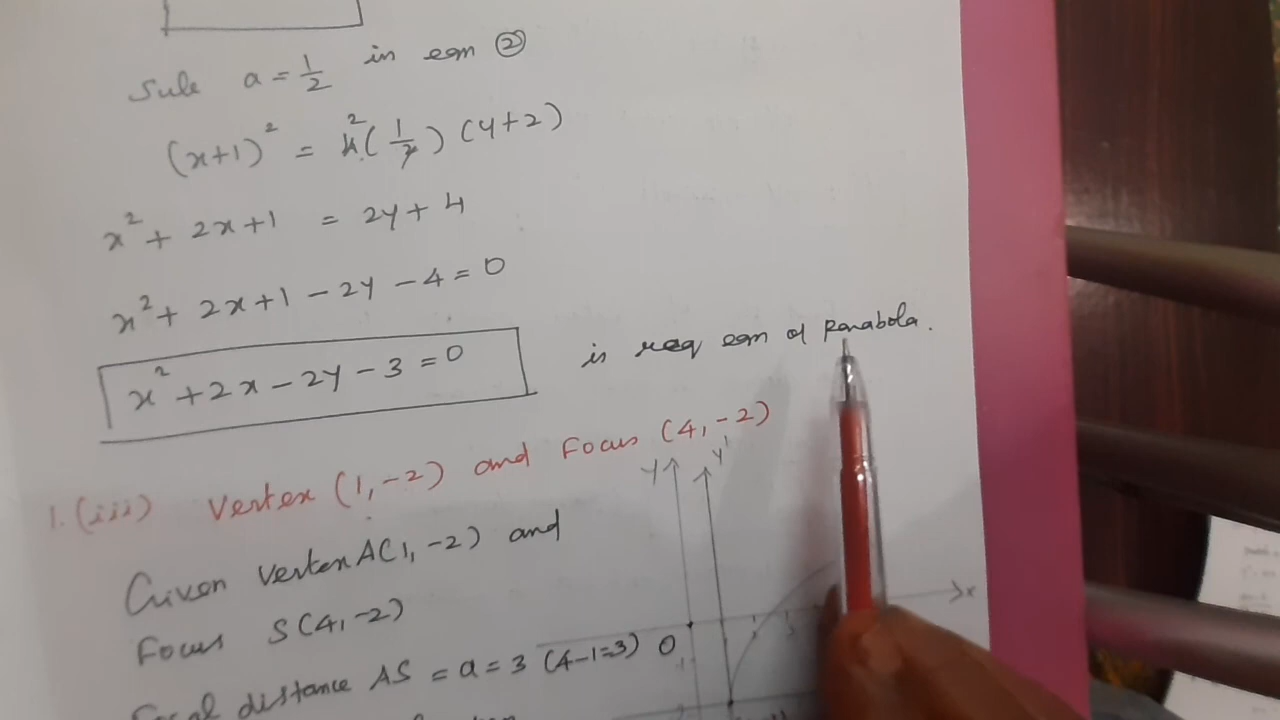 Sub a = 1/2 in eqn ②
(x+1)² = 4²(1/2)(y+2)
x² + 2x+1 = 2y+4
x² + 2x+1 − 2y − 4 = 0
x² + 2x − 2y − 3 = 0 is req eqn of Parabola.
1.(iii) Vertex (1,−2) and Focus (4,−2)
Given Vertex A(1,−2) and
Focus S(4,−2)
distance AS = a = 3 (4−1=3)
Y Y'
O
X